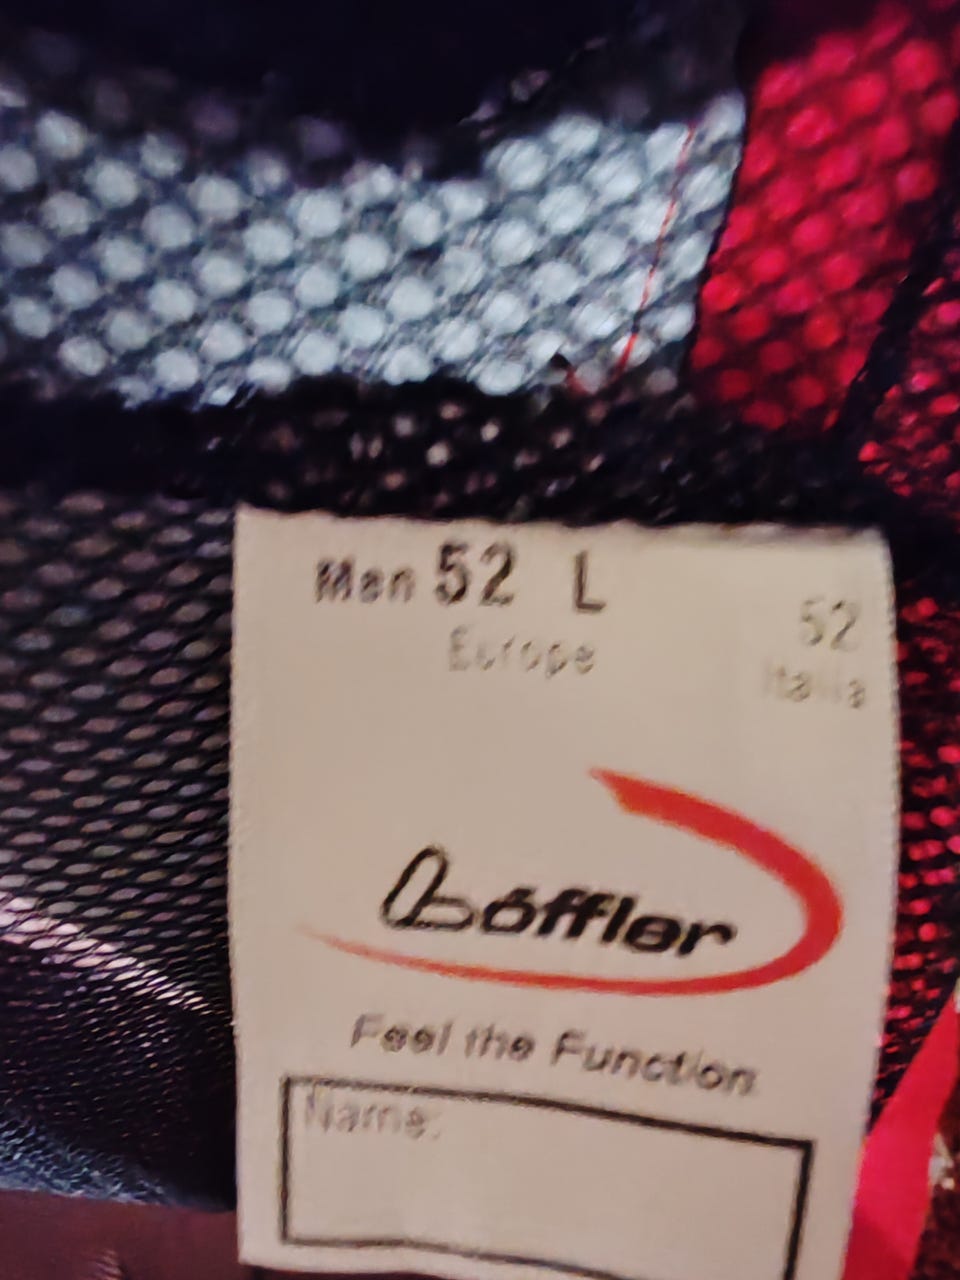 Men 52 L
52
Europe
Italia
Löffler
Feel the Function
Name: